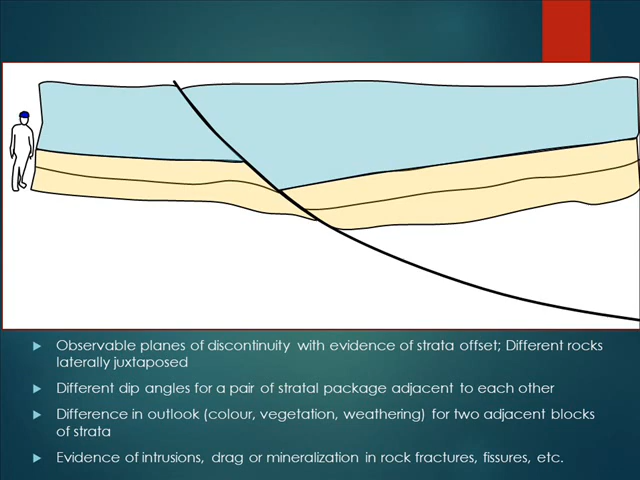 Observable planes of discontinuity with evidence of strata offset; Different rocks
laterally juxtaposed
Different dip angles for a pair of stratal package adjacent to each other
Difference in outlook (colour, vegetation, weathering) for two adjacent blocks
of strata
Evidence of intrusions, drag or mineralization in rock fractures, fissures, etc.